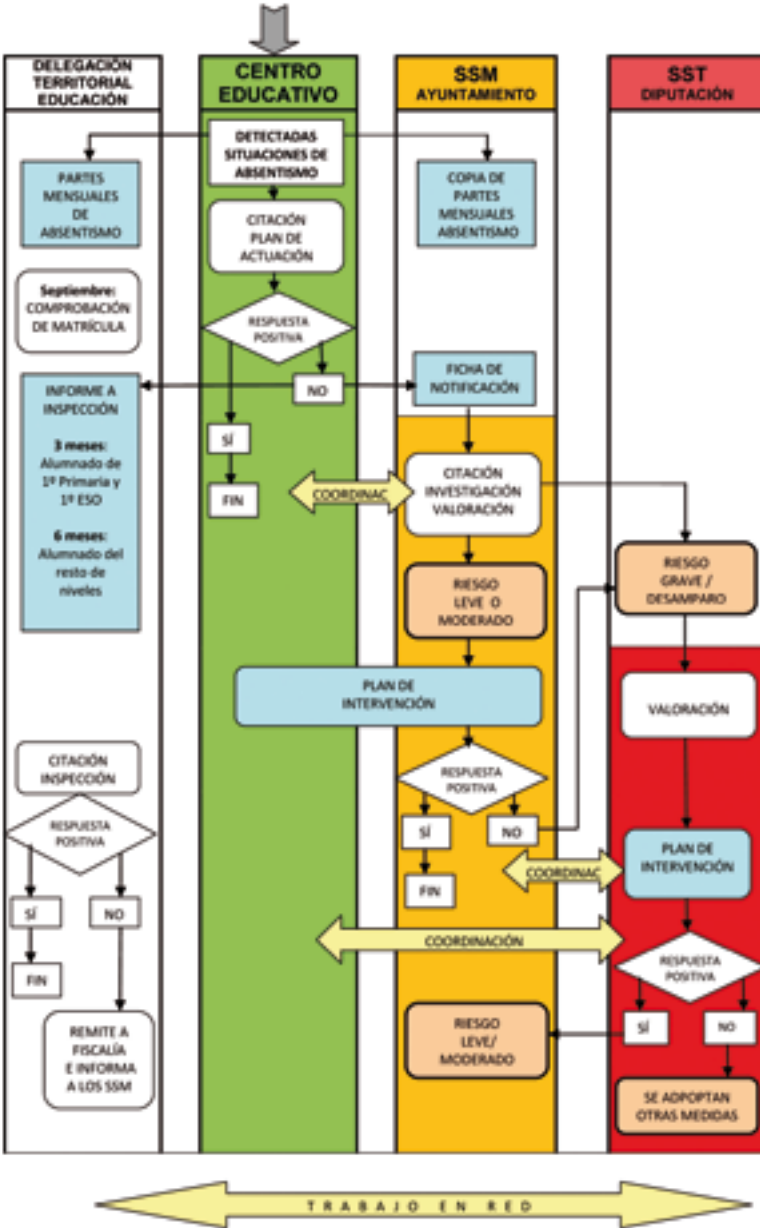 DELEGACIÓN
TERRITORIAL
EDUCACIÓN
CENTRO
EDUCATIVO
SSM
AYUNTAMIENTO
SST
DIPUTACIÓN
PARTES
MENSUALES
DE
ABSENTISMO
DETECTADAS
SITUACIONES DE
ABSENTISMO
COPIA DE
PARTES
MENSUALES
ABSENTISMO
CITACIÓN
PLAN DE
ACTUACIÓN
Septiembre:
COMPROBACIÓN
DE MATRÍCULA
RESPUESTA
POSITIVA
NO
SÍ
FIN
FICHA DE
NOTIFICACIÓN
INFORME A
INSPECCIÓN
3 meses:
Alumnado de
1º Primaria y
1º ESO
6 meses:
Alumnado del
resto de
niveles
COORDINAC
CITACIÓN
INVESTIGACIÓN
VALORACIÓN
RIESGO
LEVE O
MODERADO
RIESGO
GRAVE /
DESAMPARO
PLAN DE
INTERVENCIÓN
VALORACIÓN
CITACIÓN
INSPECCIÓN
RESPUESTA
POSITIVA
SÍ
NO
FIN
REMITE A
FISCALÍA
E INFORMA
A LOS SSM
RESPUESTA
POSITIVA
SÍ
NO
FIN
COORDINAC
PLAN DE
INTERVENCIÓN
COORDINACIÓN
RESPUESTA
POSITIVA
SÍ
NO
RIESGO
LEVE/
MODERADO
SE ADPOPTAN
OTRAS MEDIDAS
TRABAJO EN RED